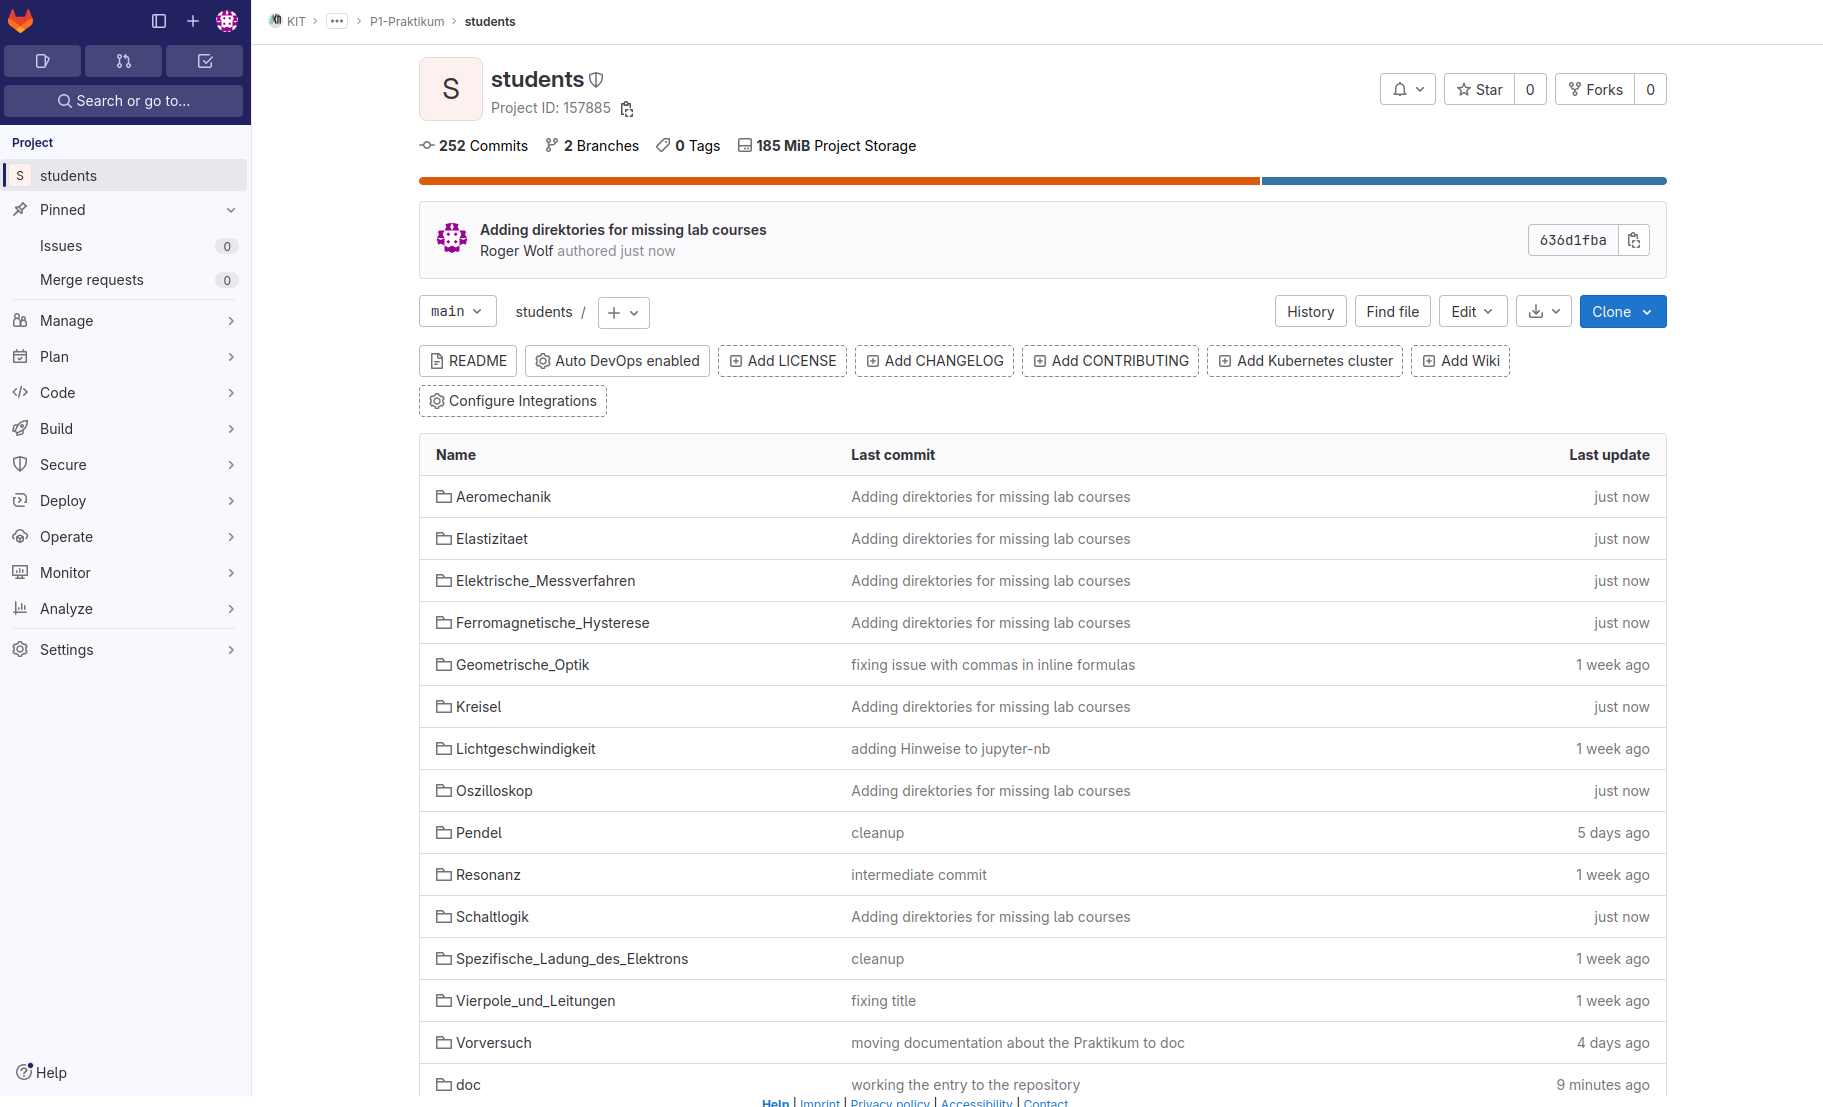 KIT > ... > P1-Praktikum > students
Search or go to...
Project
S students
Pinned
Issues 0
Merge requests 0
Manage
Plan
Code
Build
Secure
Deploy
Operate
Monitor
Analyze
Settings
Help
S
students
Project ID: 157885
Star 0
Forks 0
252 Commits 2 Branches 0 Tags 185 MiB Project Storage
Adding direktories for missing lab courses
Roger Wolf authored just now
636d1fba
main students / +
History Find file Edit Clone
README Auto DevOps enabled Add LICENSE Add CHANGELOG Add CONTRIBUTING Add Kubernetes cluster Add Wiki
Configure Integrations
Name Last commit Last update
Aeromechanik Adding direktories for missing lab courses just now
Elastizitaet Adding direktories for missing lab courses just now
Elektrische_Messverfahren Adding direktories for missing lab courses just now
Ferromagnetische_Hysterese Adding direktories for missing lab courses just now
Geometrische_Optik fixing issue with commas in inline formulas 1 week ago
Kreisel Adding direktories for missing lab courses just now
Lichtgeschwindigkeit adding Hinweise to jupyter-nb 1 week ago
Oszilloskop Adding direktories for missing lab courses just now
Pendel cleanup 5 days ago
Resonanz intermediate commit 1 week ago
Schaltlogik Adding direktories for missing lab courses just now
Spezifische_Ladung_des_Elektrons cleanup 1 week ago
Vierpole_und_Leitungen fixing title 1 week ago
Vorversuch moving documentation about the Praktikum to doc 4 days ago
doc working the entry to the repository 9 minutes ago
Help | Imprint | Privacy policy | Accessibility | Contact